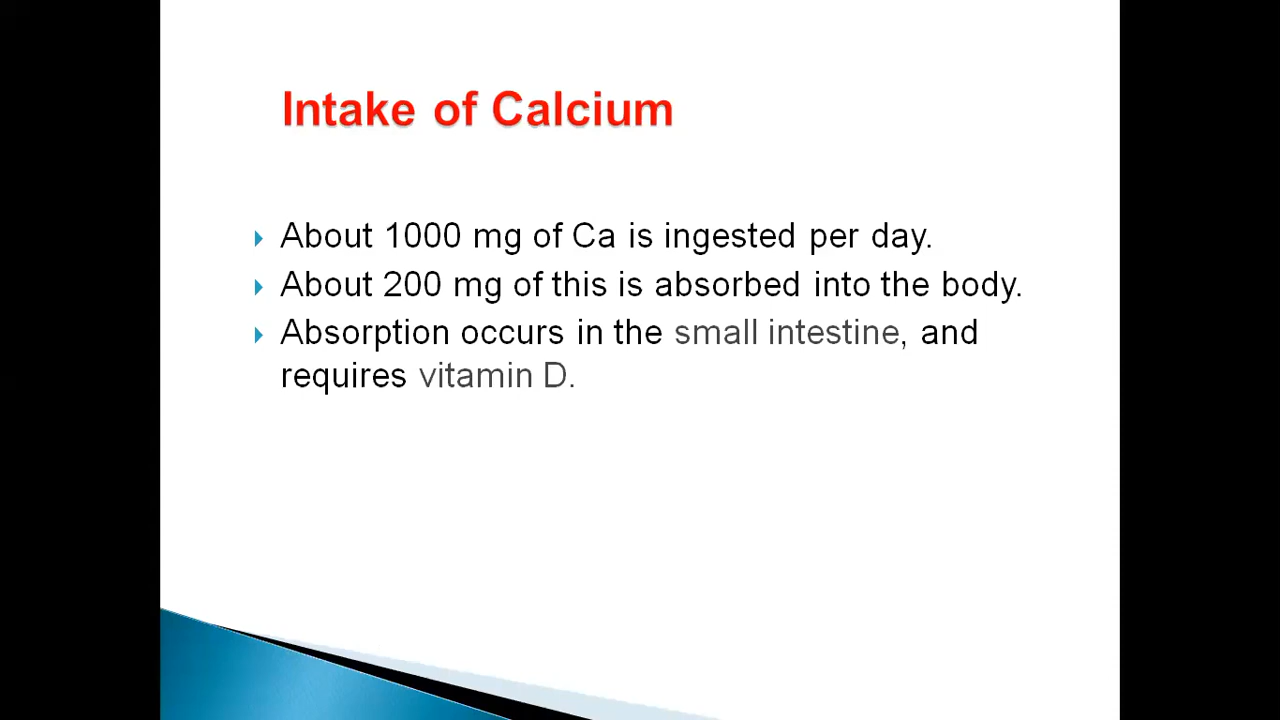 Intake of Calcium
About 1000 mg of Ca is ingested per day.
About 200 mg of this is absorbed into the body.
Absorption occurs in the small intestine, and
requires vitamin D.